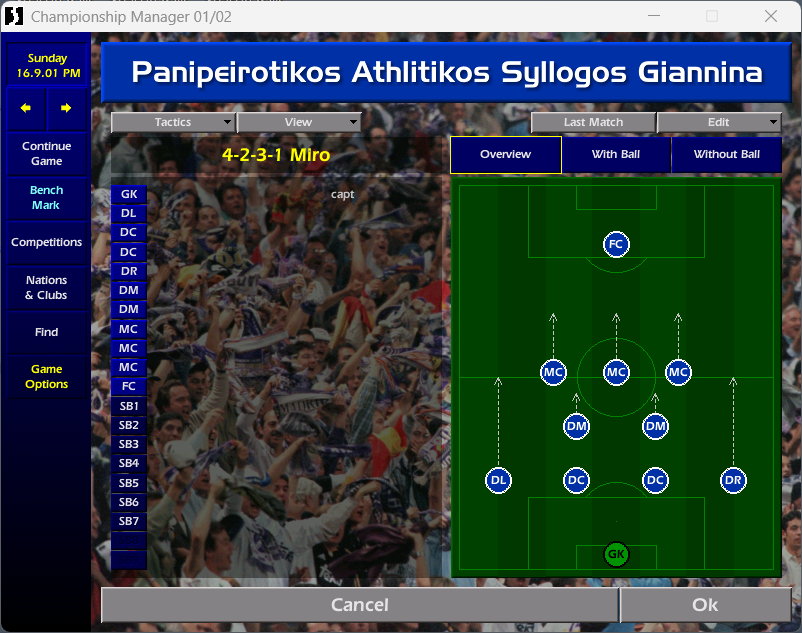 Championship Manager 01/02
Sunday
16.9.01 PM
Continue
Game
Bench
Mark
Competitions
Nations
& Clubs
Find
Game
Options
Panipeirotikos Athlitikos Syllogos Giannina
Tactics
View
Last Match
Edit
4-2-3-1 Miro
Overview
With Ball
Without Ball
GK
capt
DL
DC
DC
DR
DM
DM
MC
MC
MC
FC
SB1
SB2
SB3
SB4
SB5
SB6
SB7
FC
MC
MC
MC
DM
DM
DL
DC
DC
DR
GK
Cancel
Ok